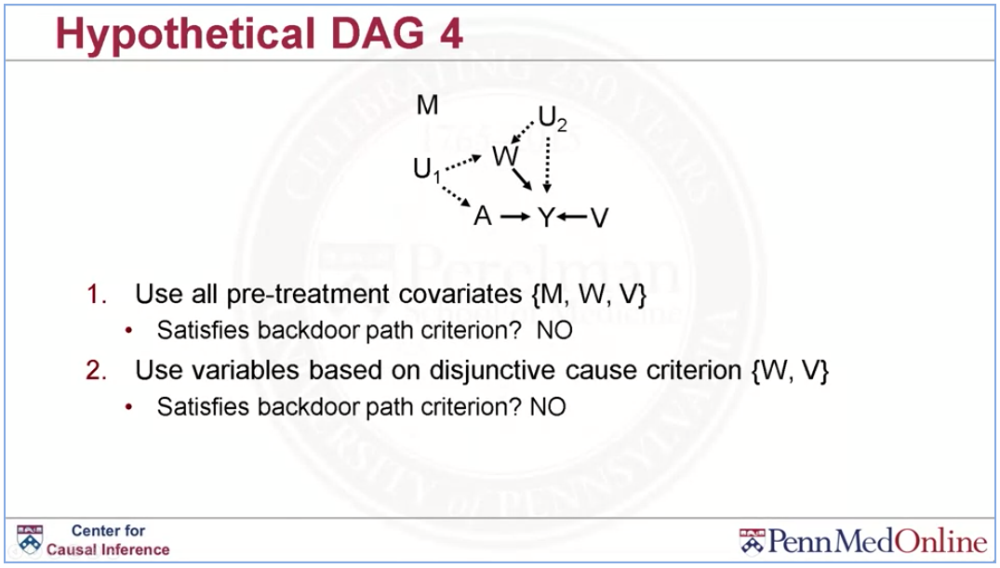 Hypothetical DAG 4
M
U2
W
U1
A → Y ← V
1. Use all pre-treatment covariates {M, W, V}
• Satisfies backdoor path criterion? NO
2. Use variables based on disjunctive cause criterion {W, V}
• Satisfies backdoor path criterion? NO
Center for
Causal Inference
PennMedOnline